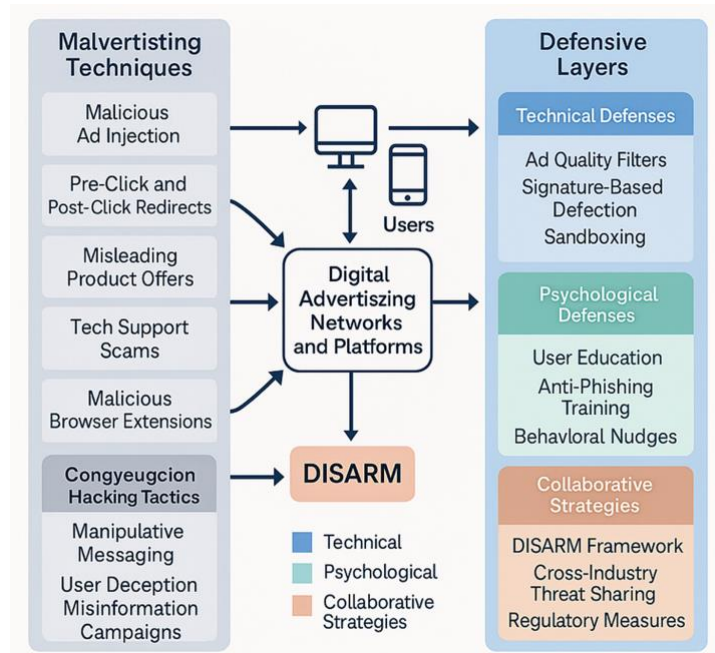 Malvertisting
Techniques
Malicious
Ad Injection
Pre-Click and
Post-Click Redirects
Misleading
Product Offers
Tech Support
Scams
Malicious
Browser Extensions
Congyeugcion
Hacking Tactics
Manipulative
Messaging
User Deception
Misinformation
Campaigns
Users
Digital
Advertizing
Networks
and Platforms
DISARM
Technical
Psychological
Collaborative
Strategies
Defensive
Layers
Technical Defenses
Ad Quality Filters
Signature-Based
Defection
Sandboxing
Psychological
Defenses
User Education
Anti-Phishing
Training
Behavloral Nudges
Collaborative
Strategies
DISARM Framework
Cross-Industry
Threat Sharing
Regulatory Measures